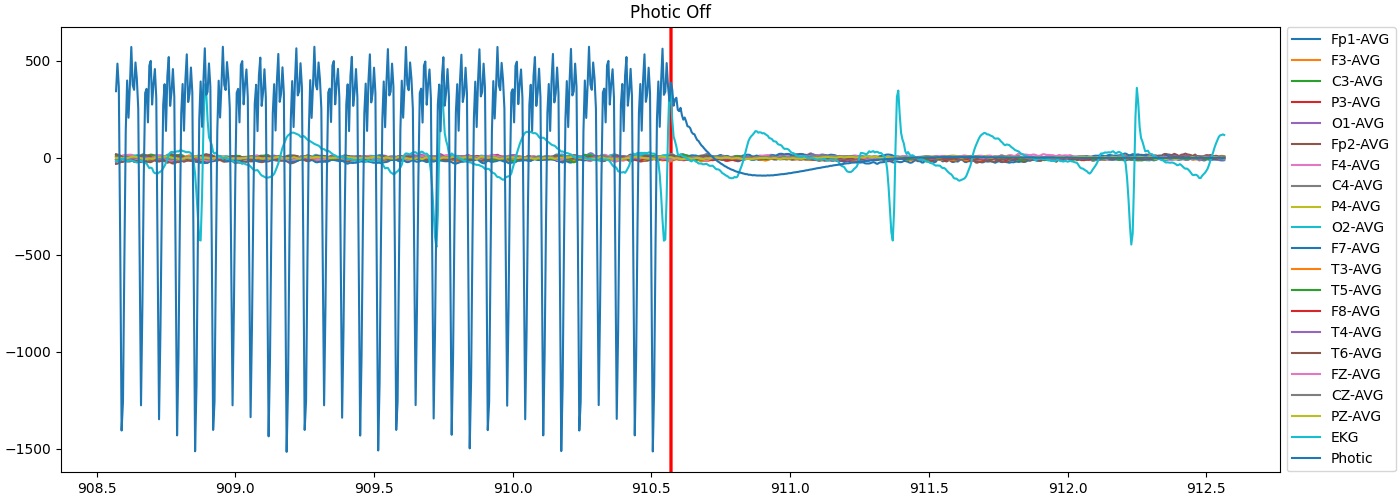 Photic Off
500
0
−500
−1000
−1500
908.5 909.0 909.5 910.0 910.5 911.0 911.5 912.0 912.5
Fp1-AVG
F3-AVG
C3-AVG
P3-AVG
O1-AVG
Fp2-AVG
F4-AVG
C4-AVG
P4-AVG
O2-AVG
F7-AVG
T3-AVG
T5-AVG
F8-AVG
T4-AVG
T6-AVG
FZ-AVG
CZ-AVG
PZ-AVG
EKG
Photic